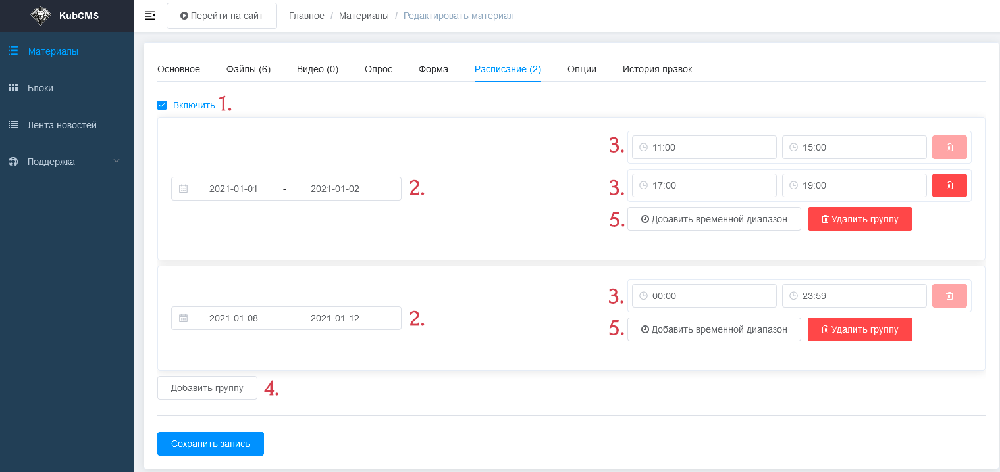 KubCMS
Перейти на сайт
Главное / Материалы / Редактировать материал
Материалы
Блоки
Лента новостей
Поддержка
Основное Файлы (6) Видео (0) Опрос Форма Расписание (2) Опции История правок
Включить 1.
3. 11:00 15:00
2021-01-01 - 2021-01-02 2.
3. 17:00 19:00
5. Добавить временной диапазон Удалить группу
3. 00:00 23:59
2021-01-08 - 2021-01-12 2.
5. Добавить временной диапазон Удалить группу
Добавить группу 4.
Сохранить запись